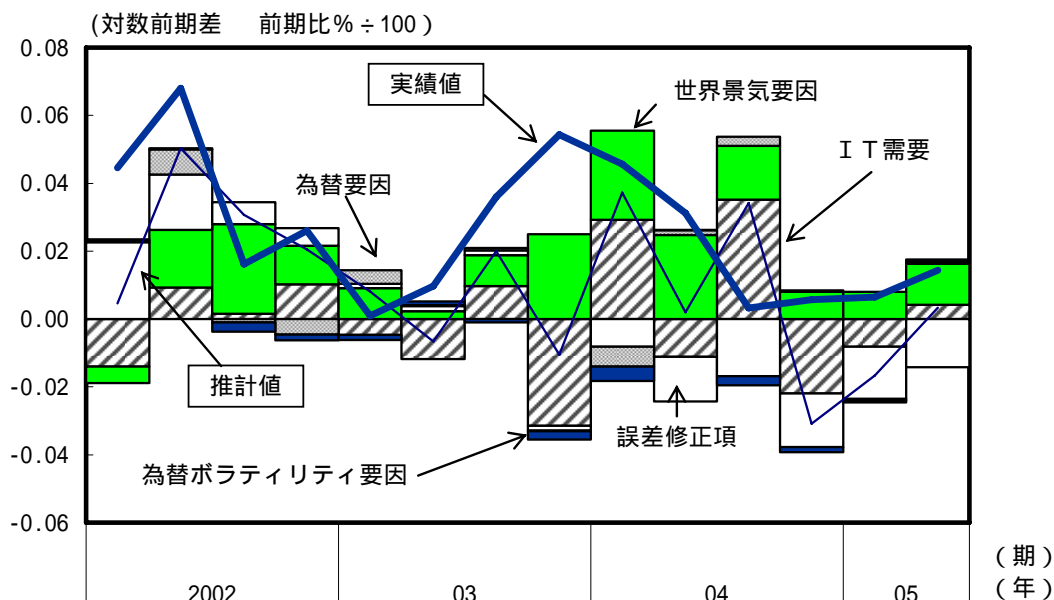 (対数前期差　前期比%÷100)
0.08
実績値
世界景気要因
0.06
ＩＴ需要
0.04
為替要因
0.02
0.00
推計値
-0.02
誤差修正項
為替ボラティリティ要因
-0.04
-0.06
(期)
2002 03 04 05 (年)